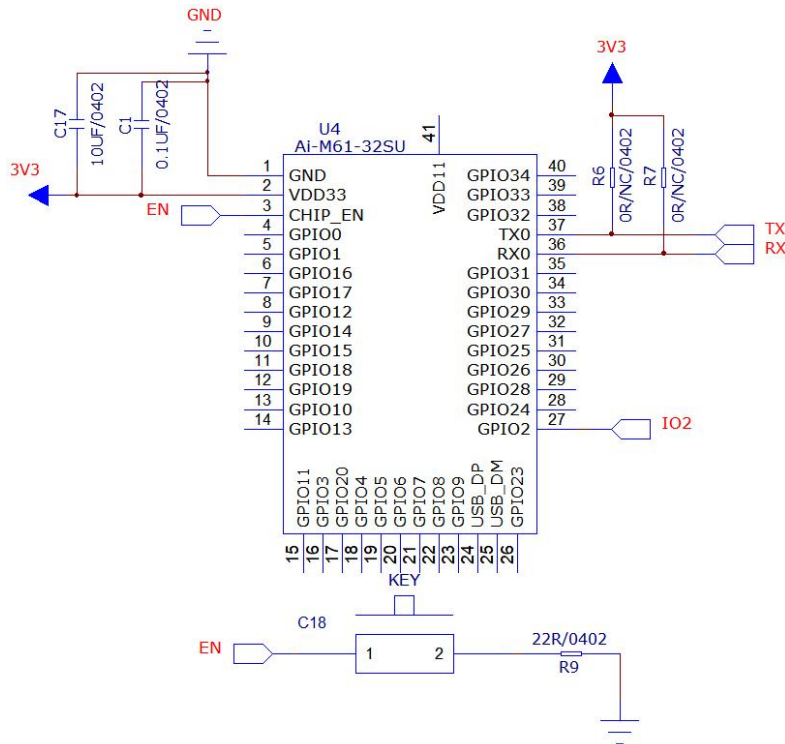 GND
3V3
C17
10UF/0402
C1
0.1UF/0402
3V3
U4
Ai-M61-32SU
41
VDD11
R6
0R/NC/0402
R7
0R/NC/0402
1 GND GPIO34 40
2 VDD33 GPIO33 39
EN 3 CHIP_EN GPIO32 38
4 GPIO0 TX0 37 TX
5 GPIO1 RX0 36 RX
6 GPIO16 GPIO31 35
7 GPIO17 GPIO30 34
8 GPIO12 GPIO29 33
9 GPIO14 GPIO27 32
10 GPIO15 GPIO25 31
11 GPIO18 GPIO26 30
12 GPIO19 GPIO28 29
13 GPIO10 GPIO24 28
14 GPIO13 GPIO2 27 IO2
GPIO11
GPIO3
GPIO20
GPIO4
GPIO5
GPIO6
GPIO7
GPIO8
GPIO9
USB_DP
USB_DM
GPIO23
15 16 17 18 19 20 21 22 23 24 25 26
KEY
C18
EN 1 2
22R/0402
R9